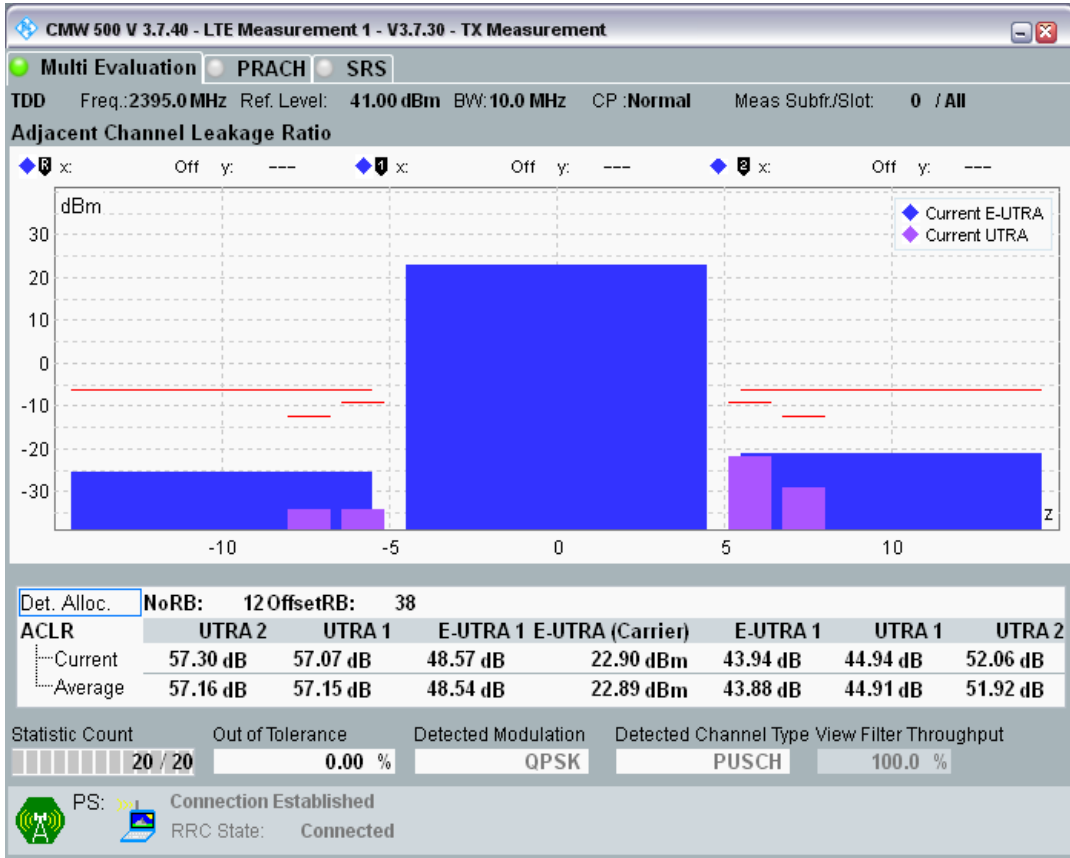 CMW 500 V 3.7.40 - LTE Measurement 1 - V3.7.30 - TX Measurement
Multi Evaluation PRACH SRS
TDD Freq.:2395.0 MHz Ref. Level: 41.00 dBm BW: 10.0 MHz CP :Normal Meas Subfr./Slot: 0 / All
Adjacent Channel Leakage Ratio
R x: Off y: --- 1 x: Off y: --- 2 x: Off y: ---
dBm
Current E-UTRA
Current UTRA
30
20
10
0
-10
-20
-30
z
-10 -5 0 5 10
Det. Alloc. NoRB: 12 OffsetRB: 38
ACLR UTRA 2 UTRA 1 E-UTRA 1 E-UTRA (Carrier) E-UTRA 1 UTRA 1 UTRA 2
Current 57.30 dB 57.07 dB 48.57 dB 22.90 dBm 43.94 dB 44.94 dB 52.06 dB
Average 57.16 dB 57.15 dB 48.54 dB 22.89 dBm 43.88 dB 44.91 dB 51.92 dB
Statistic Count Out of Tolerance Detected Modulation Detected Channel Type View Filter Throughput
20 / 20 0.00 % QPSK PUSCH 100.0 %
PS: Connection Established
RRC State: Connected